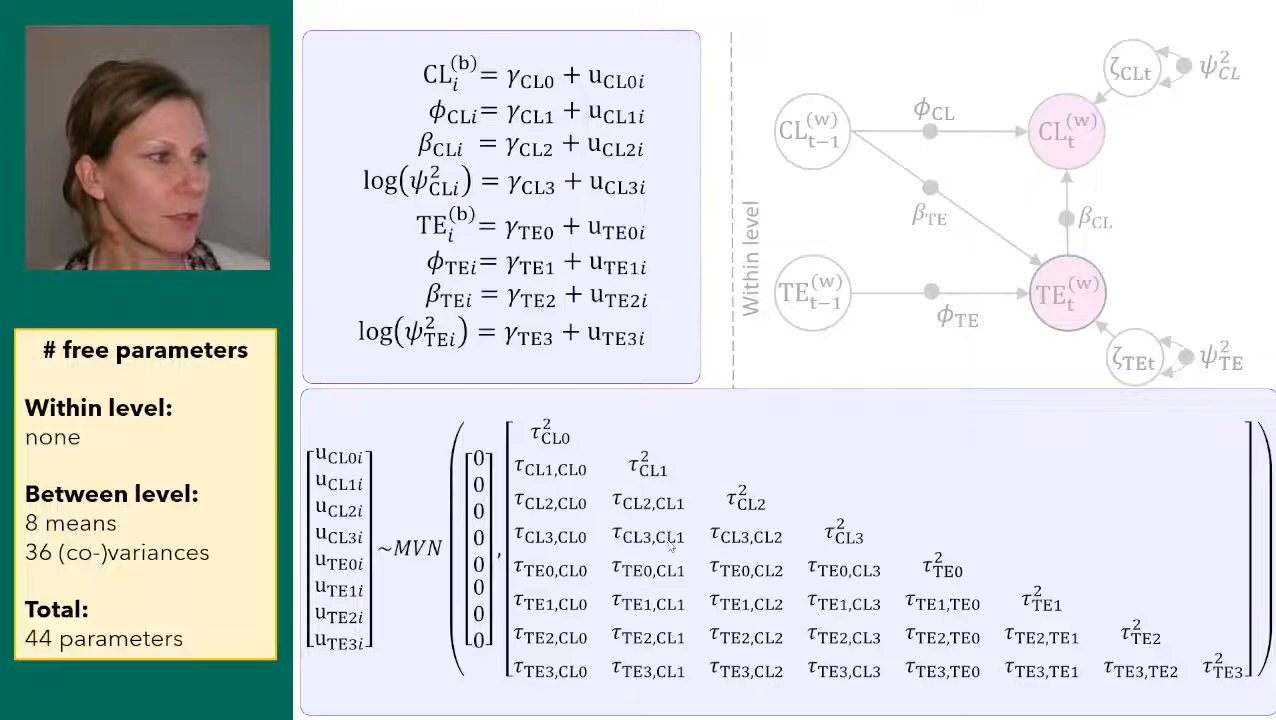 CL_i^(b) = γ_CL0 + u_CL0i
ϕ_CLi = γ_CL1 + u_CL1i
β_CLi = γ_CL2 + u_CL2i
log(ψ²_CLi) = γ_CL3 + u_CL3i
TE_i^(b) = γ_TE0 + u_TE0i
ϕ_TEi = γ_TE1 + u_TE1i
β_TEi = γ_TE2 + u_TE2i
log(ψ²_TEi) = γ_TE3 + u_TE3i
Within level
ζ_CLt ψ²_CL
CL_t−1^(w) ϕ_CL CL_t^(w)
β_TE β_CL
TE_t−1^(w) ϕ_TE TE_t^(w)
ζ_TEt ψ²_TE
# free parameters
Within level:
none
Between level:
8 means
36 (co-)variances
Total:
44 parameters
u_CL0i
u_CL1i
u_CL2i
u_CL3i
u_TE0i
u_TE1i
u_TE2i
u_TE3i
~MVN
0
0
0
0
0
0
0
0
,
τ²_CL0
τ_CL1,CL0 τ²_CL1
τ_CL2,CL0 τ_CL2,CL1 τ²_CL2
τ_CL3,CL0 τ_CL3,CL1 τ_CL3,CL2 τ²_CL3
τ_TE0,CL0 τ_TE0,CL1 τ_TE0,CL2 τ_TE0,CL3 τ²_TE0
τ_TE1,CL0 τ_TE1,CL1 τ_TE1,CL2 τ_TE1,CL3 τ_TE1,TE0 τ²_TE1
τ_TE2,CL0 τ_TE2,CL1 τ_TE2,CL2 τ_TE2,CL3 τ_TE2,TE0 τ_TE2,TE1 τ²_TE2
τ_TE3,CL0 τ_TE3,CL1 τ_TE3,CL2 τ_TE3,CL3 τ_TE3,TE0 τ_TE3,TE1 τ_TE3,TE2 τ²_TE3